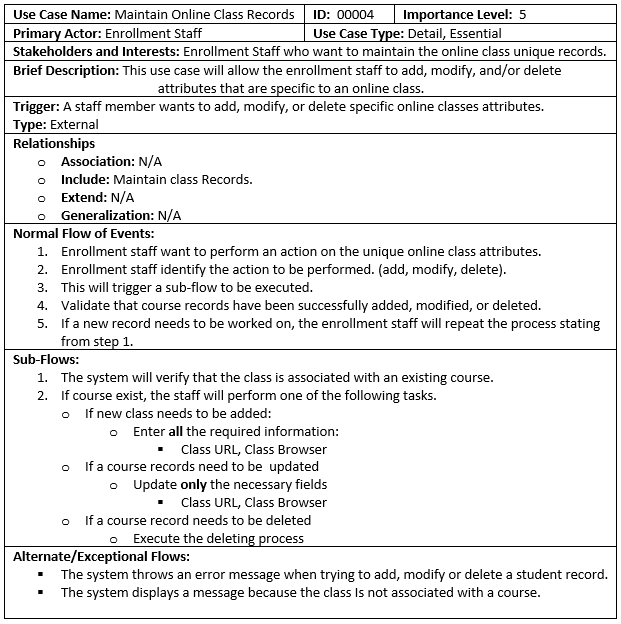 Use Case Name: Maintain Online Class Records ID: 00004 Importance Level: 5
Primary Actor: Enrollment Staff Use Case Type: Detail, Essential
Stakeholders and Interests: Enrollment Staff who want to maintain the online class unique records.
Brief Description: This use case will allow the enrollment staff to add, modify, and/or delete
attributes that are specific to an online class.
Trigger: A staff member wants to add, modify, or delete specific online classes attributes.
Type: External
Relationships
o Association: N/A
o Include: Maintain class Records.
o Extend: N/A
o Generalization: N/A
Normal Flow of Events:
1. Enrollment staff want to perform an action on the unique online class attributes.
2. Enrollment staff identify the action to be performed. (add, modify, delete).
3. This will trigger a sub-flow to be executed.
4. Validate that course records have been successfully added, modified, or deleted.
5. If a new record needs to be worked on, the enrollment staff will repeat the process stating
from step 1.
Sub-Flows:
1. The system will verify that the class is associated with an existing course.
2. If course exist, the staff will perform one of the following tasks.
o If new class needs to be added:
o Enter all the required information:
▪ Class URL, Class Browser
o If a course records need to be updated
o Update only the necessary fields
▪ Class URL, Class Browser
o If a course record needs to be deleted
o Execute the deleting process
Alternate/Exceptional Flows:
▪ The system throws an error message when trying to add, modify or delete a student record.
▪ The system displays a message because the class Is not associated with a course.